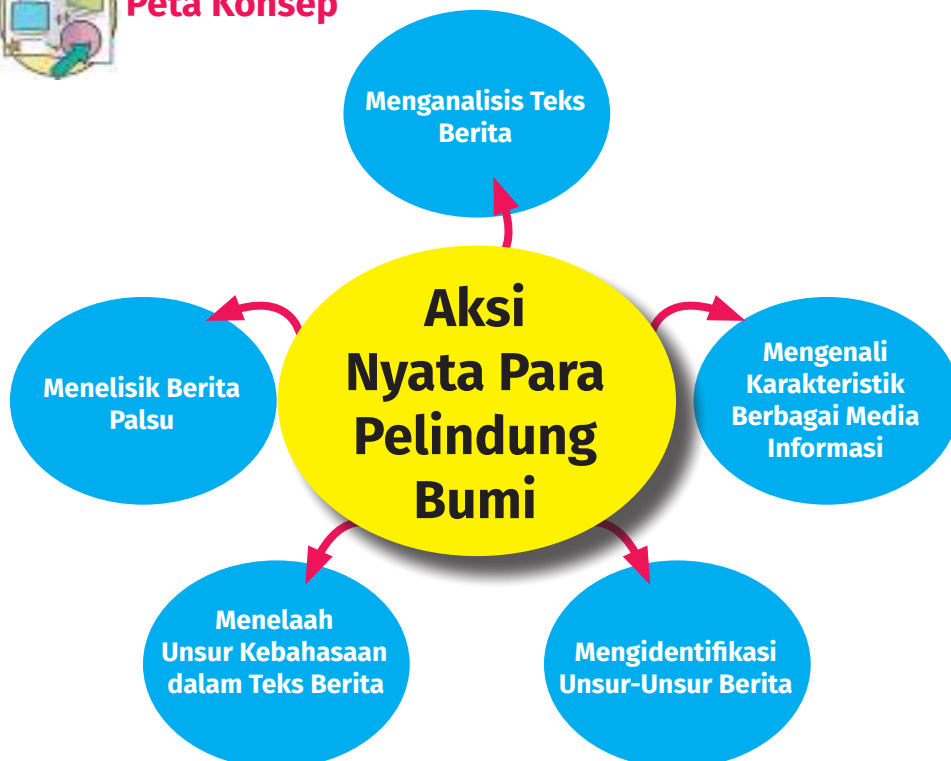 Peta Konsep
Menganalisis Teks
Berita
Aksi
Nyata Para
Pelindung
Bumi
Mengenali
Karakteristik
Berbagai Media
Informasi
Mengidentifikasi
Unsur-Unsur Berita
Menelaah
Unsur Kebahasaan
dalam Teks Berita
Menelisik Berita
Palsu